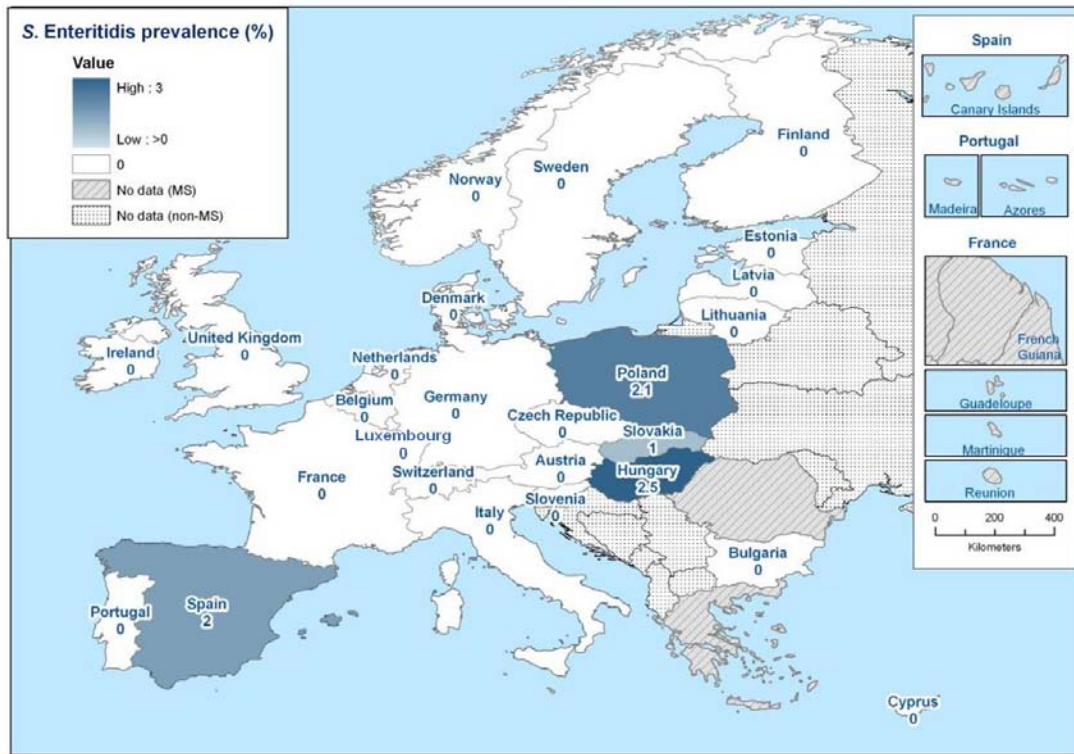 S. Enteritidis prevalence (%)
Value
High : 3
Low : >0
0
No data (MS)
No data (non-MS)
Finland
0
Sweden
0
Norway
0
Estonia
0
Latvia
0
Lithuania
0
Denmark
0
United Kingdom
0
Ireland
0
Netherlands
0
Belgium
0
Germany
0
Poland
2.1
Czech Republic
0
Slovakia
1
Luxembourg
0
Austria
0
Hungary
2.5
France
0
Switzerland
0
Slovenia
0
Italy
0
Bulgaria
0
Portugal
0
Spain
2
Cyprus
0
Spain
Canary Islands
Portugal
Madeira
Azores
France
French
Guiana
Guadeloupe
Martinique
Reunion
0 200 400
Kilometers